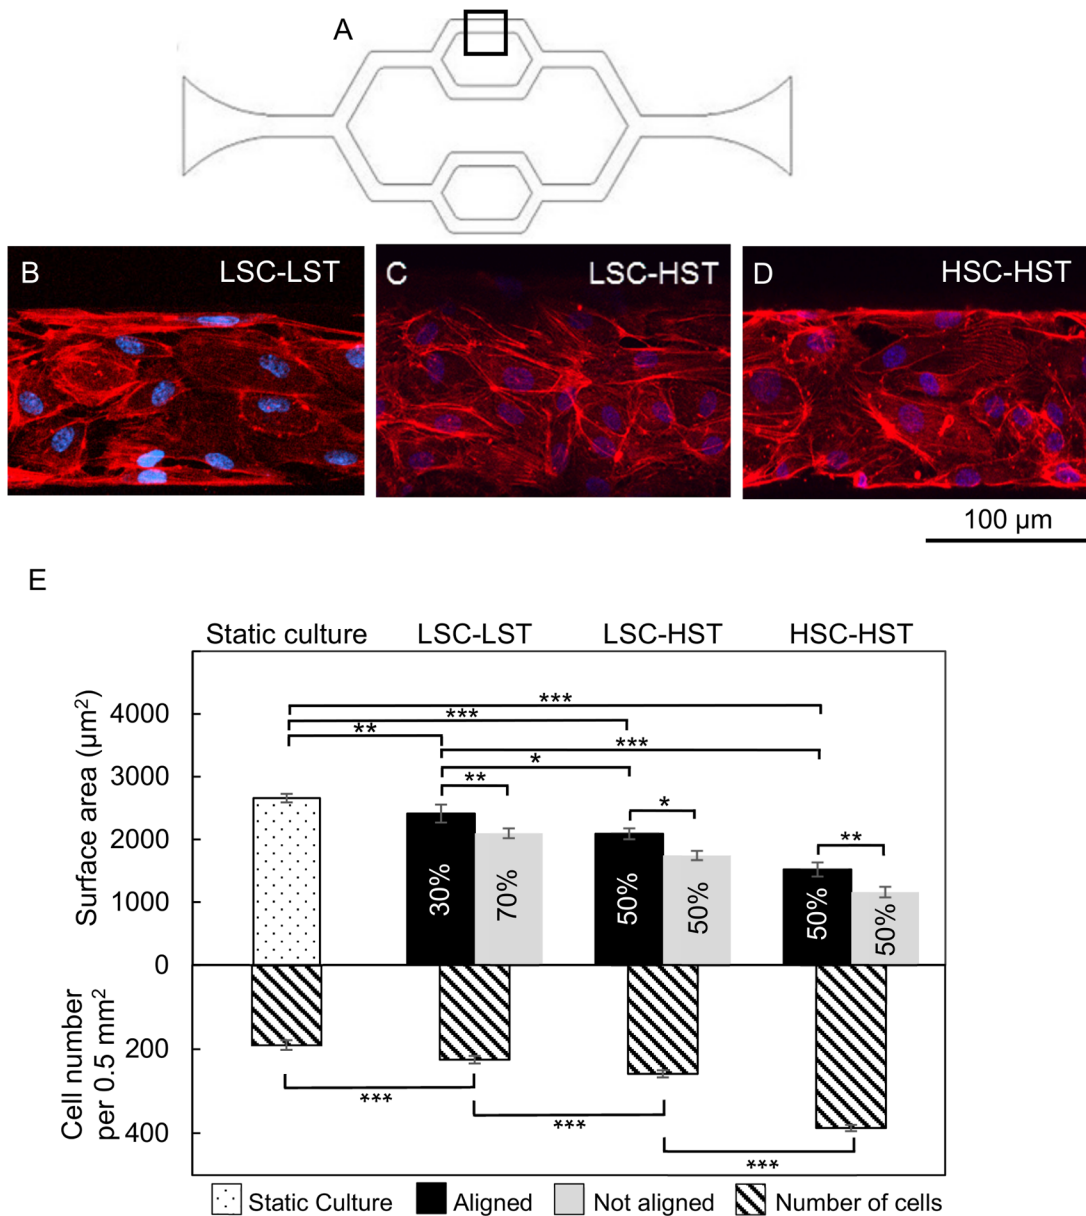 A
B LSC-LST
C LSC-HST
D HSC-HST
100 µm
E
Static culture LSC-LST LSC-HST HSC-HST
Surface area (µm²)
4000
3000
2000
1000
0
***
***
**
***
*
**
*
**
30%
70%
50%
50%
50%
50%
Cell number
per 0.5 mm²
200
400
***
***
***
Static Culture Aligned Not aligned Number of cells